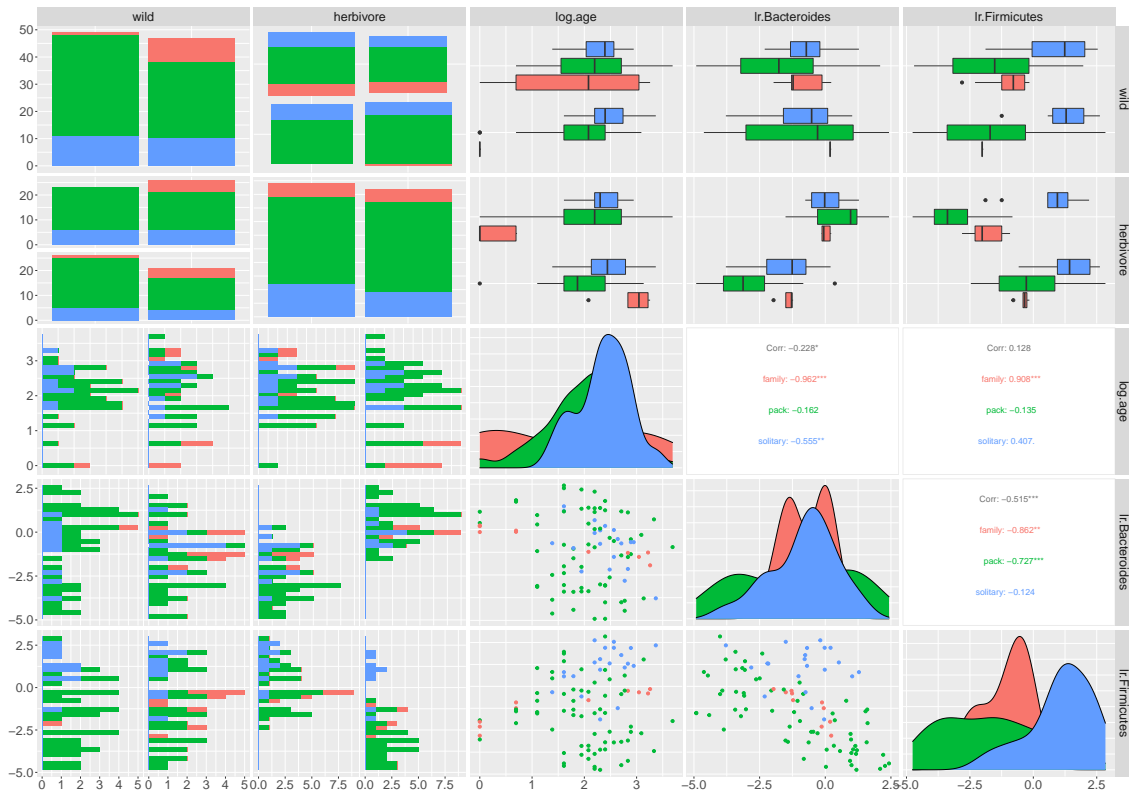 wild herbivore log.age lr.Bacteroides lr.Firmicutes
50
40
30
20
10
0
wild
20
10
0
20
10
0
herbivore
Corr: −0.228*
family: −0.962***
pack: −0.162
solitary: −0.555**
Corr: 0.128
family: 0.908***
pack: −0.135
solitary: 0.407.
3
2
1
0
log.age
Corr: −0.515***
family: −0.862**
pack: −0.727***
solitary: −0.124
2.5
0.0
−2.5
−5.0
lr.Bacteroides
2.5
0.0
−2.5
−5.0
lr.Firmicutes
0 1 2 3 4 5 0 1 2 3 4 5 0.0 2.5 5.0 7.5 0.0 2.5 5.0 7.5 0 1 2 3 −5.0 −2.5 0.0 2.5 −5.0 −2.5 0.0 2.5